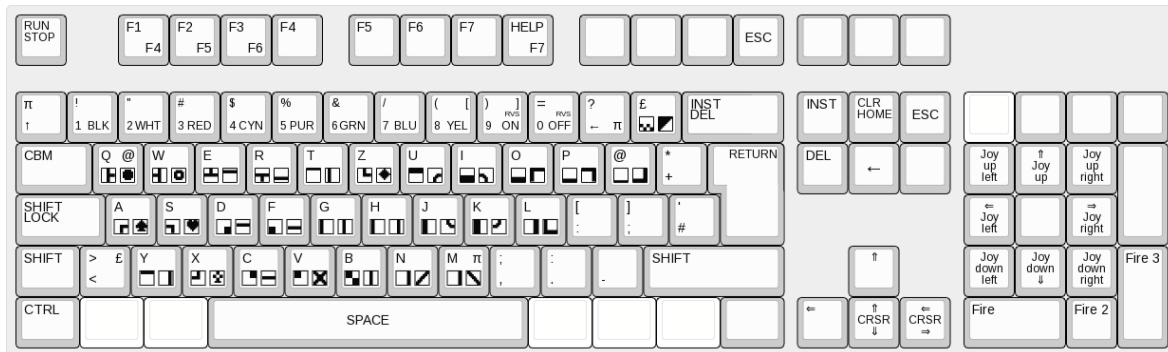 RUN
STOP
F1
F4
F2
F5
F3
F6
F4
F5
F6
F7
HELP
F7
ESC
π
↑
!
1 BLK
"
2 WHT
#
3 RED
$
4 CYN
%
5 PUR
&
6 GRN
/
7 BLU
( [
8 YEL
) ]
RVS
9 ON
=
RVS
0 OFF
?
← π
£
INST
DEL
INST
CLR
HOME
ESC
CBM
Q @
W
E
R
T
Z
U
I
O
P
@
*
+
RETURN
DEL
←
Joy
up
left
⇑
Joy
up
Joy
up
right
SHIFT
LOCK
A
S
D
F
G
H
J
K
L
[
:
]
;
'
#
⇐
Joy
left
⇒
Joy
right
SHIFT
> £
<
Y
X
C
V
B
N
M π
;
,
:
.
-
SHIFT
⇑
Joy
down
left
Joy
down
⇓
Joy
down
right
Fire 3
CTRL
SPACE
⇐
⇑
CRSR
⇓
⇐
CRSR
⇒
Fire
Fire 2